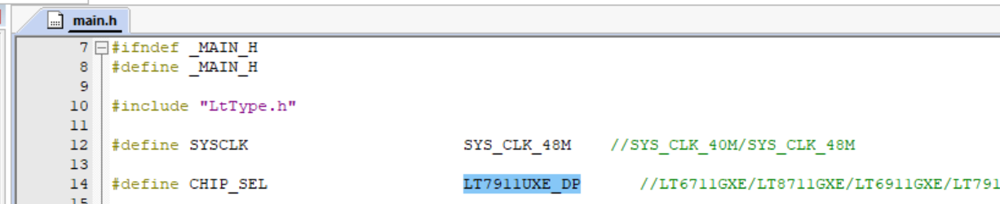 main.h
7 #ifndef _MAIN_H
8 #define _MAIN_H
9
10 #include "LtType.h"
11
12 #define SYSCLK SYS_CLK_48M //SYS_CLK_40M/SYS_CLK_48M
13
14 #define CHIP_SEL LT7911UXE_DP //LT6711GXE/LT8711GXE/LT6911GXE/LT791
15